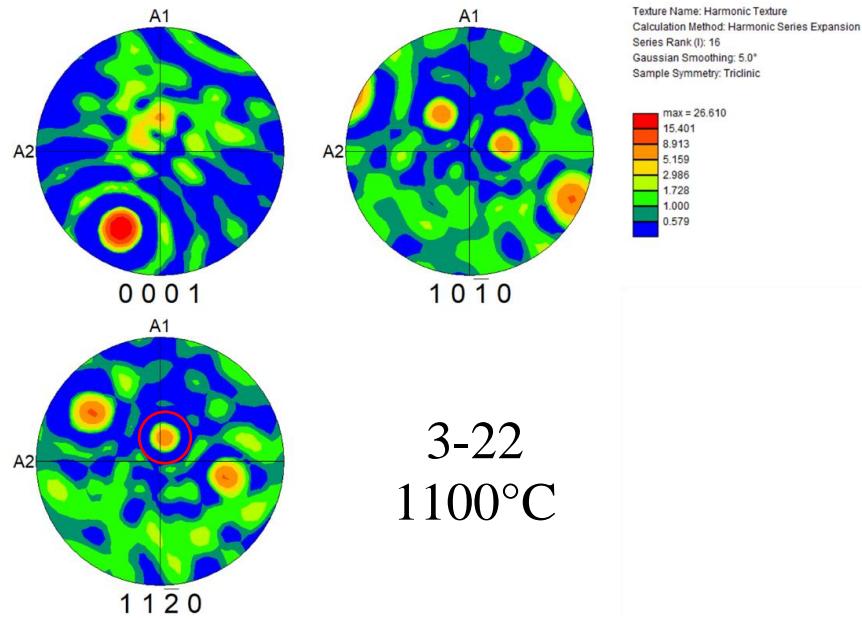 A1
A2
0 0 0 1
A1
A2
1 0 1̅ 0
Texture Name: Harmonic Texture
Calculation Method: Harmonic Series Expansion
Series Rank (l): 16
Gaussian Smoothing: 5.0°
Sample Symmetry: Triclinic
max = 26.610
15.401
8.913
5.159
2.986
1.728
1.000
0.579
A1
A2
1 1 2̅ 0
3-22
1100°C